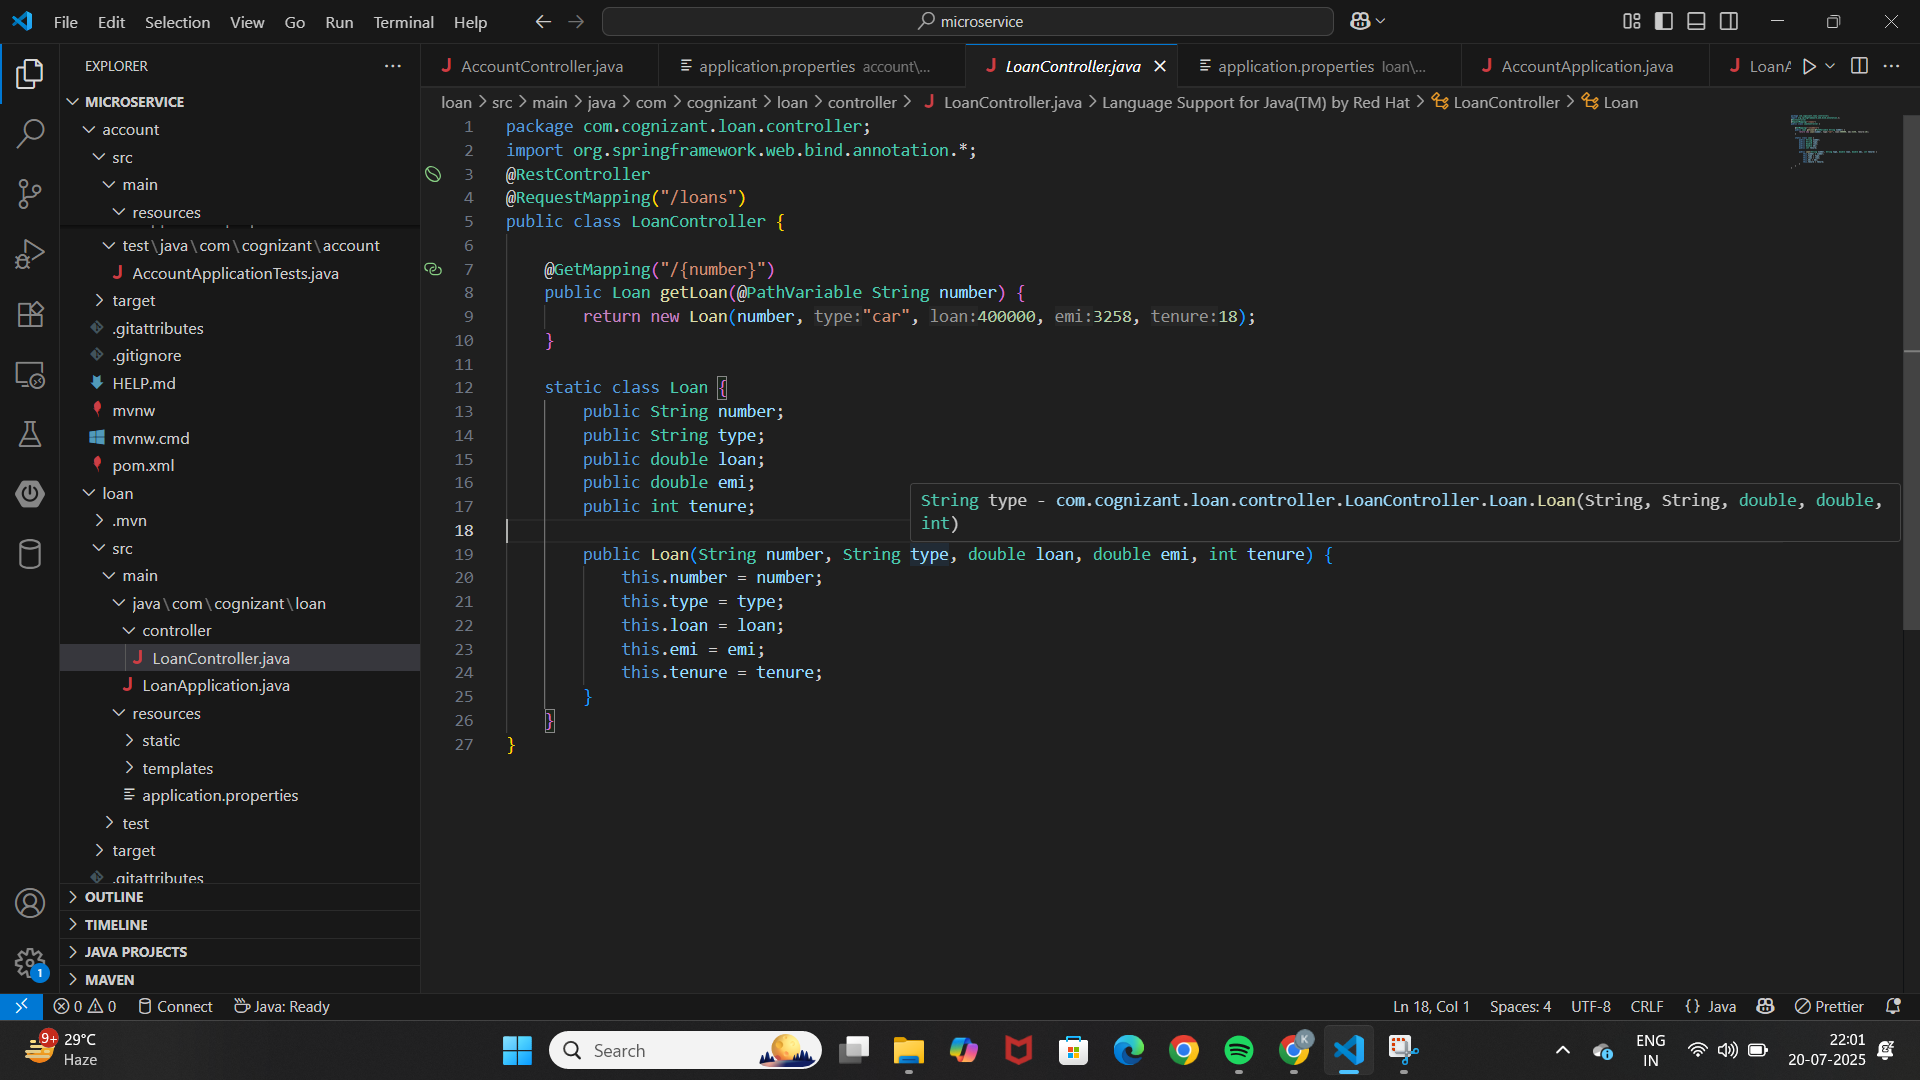 File Edit Selection View Go Run Terminal Help
microservice
EXPLORER
MICROSERVICE
account
src
main
resources
test\java\com\cognizant\account
AccountApplicationTests.java
target
.gitattributes
.gitignore
HELP.md
mvnw
mvnw.cmd
pom.xml
loan
.mvn
src
main
java\com\cognizant\loan
controller
LoanController.java
LoanApplication.java
resources
static
templates
application.properties
test
target
.gitattributes
OUTLINE
TIMELINE
JAVA PROJECTS
MAVEN
AccountController.java application.properties account\... LoanController.java application.properties loan\... AccountApplication.java LoanA
loan > src > main > java > com > cognizant > loan > controller > LoanController.java > Language Support for Java(TM) by Red Hat > LoanController > Loan
1 package com.cognizant.loan.controller;
2 import org.springframework.web.bind.annotation.*;
3 @RestController
4 @RequestMapping("/loans")
5 public class LoanController {
6
7 @GetMapping("/{number}")
8 public Loan getLoan(@PathVariable String number) {
9 return new Loan(number, type:"car", loan:400000, emi:3258, tenure:18);
10 }
11
12 static class Loan {
13 public String number;
14 public String type;
15 public double loan;
16 public double emi;
17 public int tenure;
18
String type - com.cognizant.loan.controller.LoanController.Loan.Loan(String, String, double, double,
int)
19 public Loan(String number, String type, double loan, double emi, int tenure) {
20 this.number = number;
21 this.type = type;
22 this.loan = loan;
23 this.emi = emi;
24 this.tenure = tenure;
25 }
26 }
27 }
1
0 0 Connect Java: Ready
Ln 18, Col 1 Spaces: 4 UTF-8 CRLF {} Java Prettier
9+ 29°C
Haze
Search
K
ENG
IN
22:01
20-07-2025